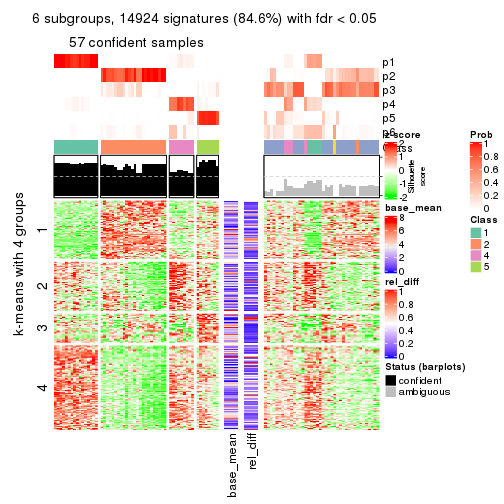 6 subgroups, 14924 signatures (84.6%) with fdr < 0.05
57 confident samples
p1
p2
p3
p4
p5
p6
Class
z-score
2
1
0
-1
-2
Silhouette score
Prob
1
0.8
0.6
0.4
0.2
0
Class
1
2
4
5
base_mean
8
6
4
2
0
rel_diff
1
0.8
0.6
0.4
0.2
0
Status (barplots)
confident
ambiguous
k-means with 4 groups
1
2
3
4
base_mean
rel_diff